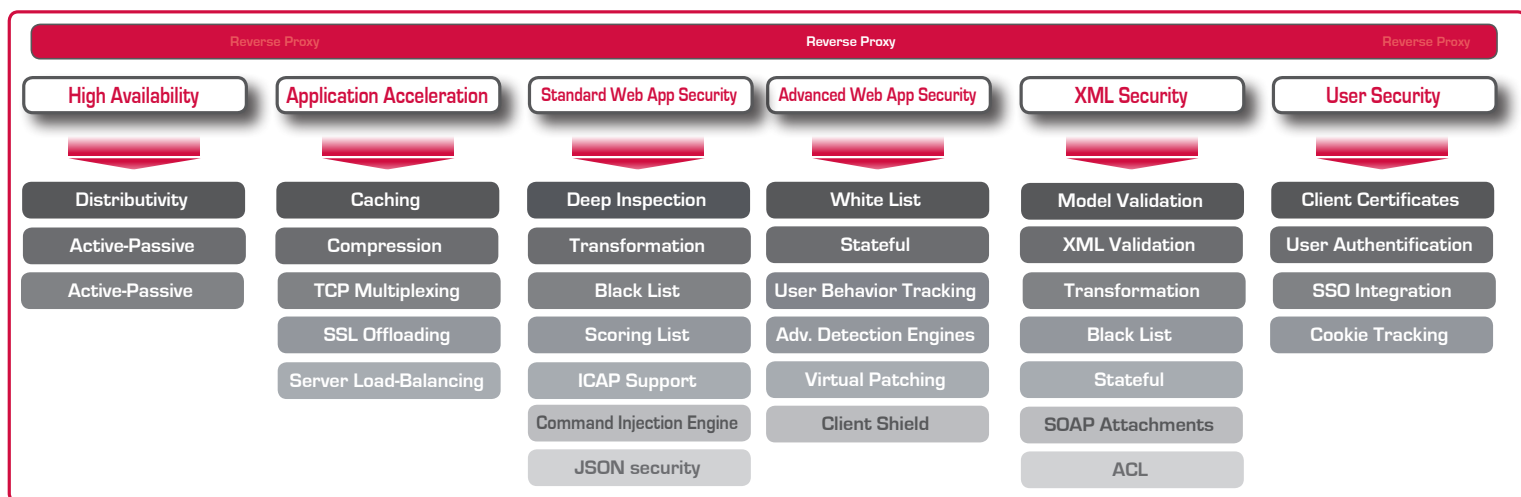 Reverse Proxy Reverse Proxy Reverse Proxy
High Availability
Distributivity
Active-Passive
Active-Passive
Application Acceleration
Caching
Compression
TCP Multiplexing
SSL Offloading
Server Load-Balancing
Standard Web App Security
Deep Inspection
Transformation
Black List
Scoring List
ICAP Support
Command Injection Engine
JSON security
Advanced Web App Security
White List
Stateful
User Behavior Tracking
Adv. Detection Engines
Virtual Patching
Client Shield
XML Security
Model Validation
XML Validation
Transformation
Black List
Stateful
SOAP Attachments
ACL
User Security
Client Certificates
User Authentification
SSO Integration
Cookie Tracking